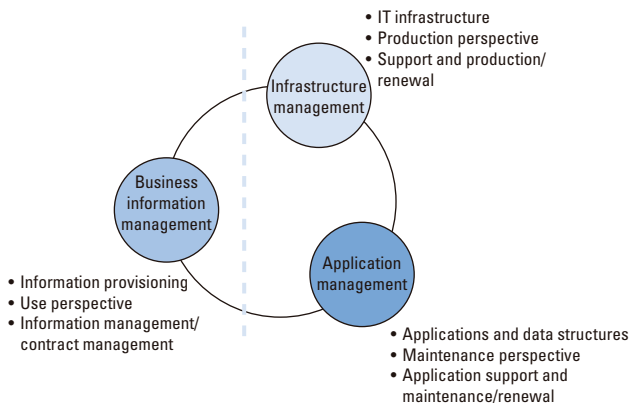 • IT infrastructure
• Production perspective
• Support and production/
renewal
Infrastructure
management
Business
information
management
• Information provisioning
• Use perspective
• Information management/
contract management
Application
management
• Applications and data structures
• Maintenance perspective
• Application support and
maintenance/renewal